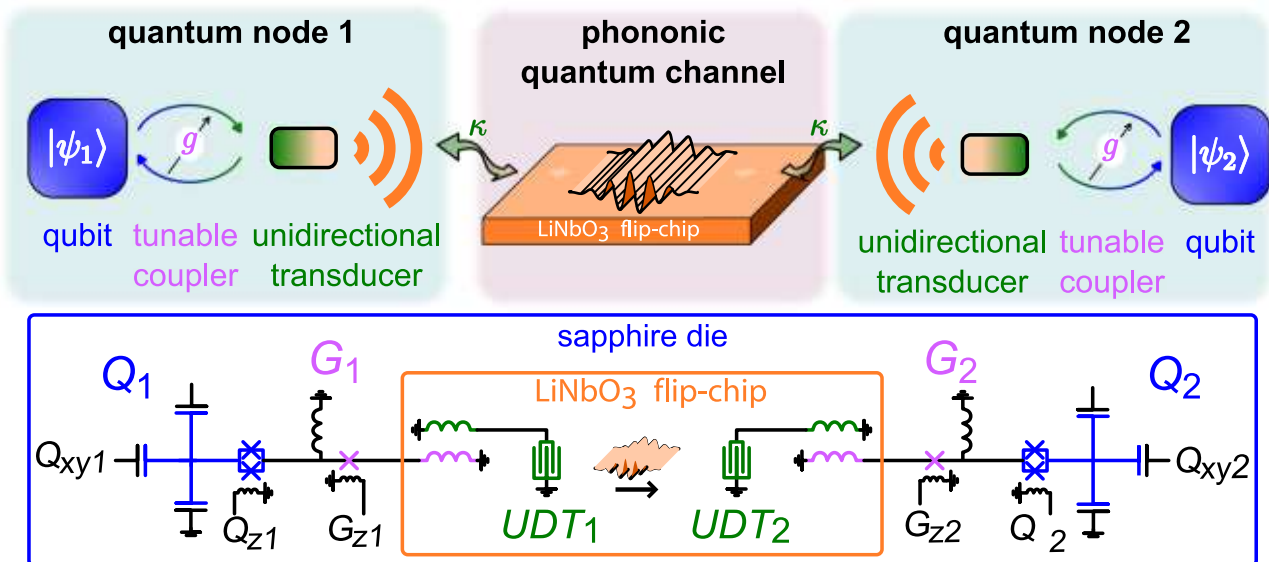 quantum node 1
phononic
quantum channel
quantum node 2
|ψ₁⟩
g
κ
κ
g
|ψ₂⟩
LiNbO₃ flip-chip
qubit
tunable
coupler
unidirectional
transducer
unidirectional
transducer
tunable
coupler
qubit
sapphire die
Q₁
G₁
LiNbO₃ flip-chip
G₂
Q₂
Qxy1
Qz1
Gz1
UDT₁
UDT₂
Gz2
Q 2
Qxy2